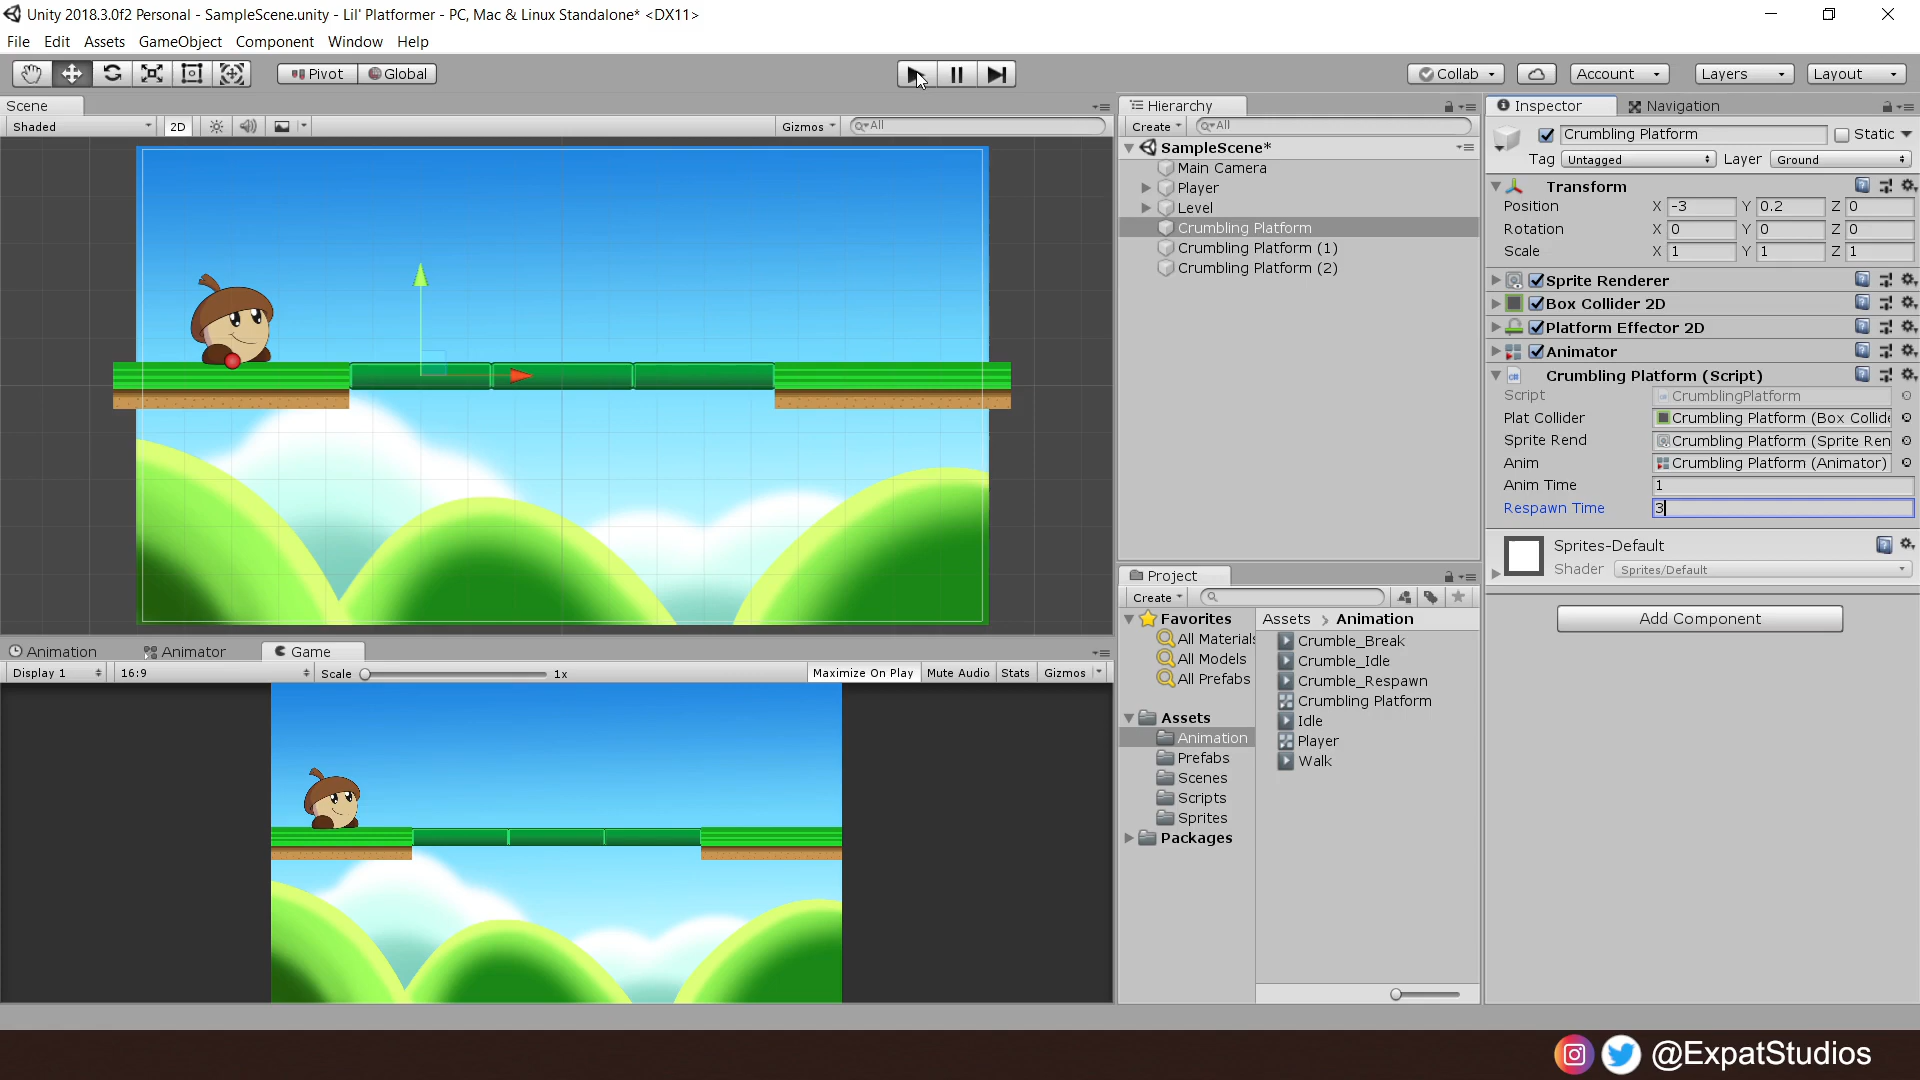 Unity 2018.3.0f2 Personal - SampleScene.unity - Lil' Platformer - PC, Mac & Linux Standalone* <DX11>
File Edit Assets GameObject Component Window Help
Pivot Global Collab Account Layers Layout
Scene
Shaded 2D Gizmos All
Hierarchy
Create All
SampleScene*
Main Camera
Player
Level
Crumbling Platform
Crumbling Platform (1)
Crumbling Platform (2)
Inspector Navigation
Crumbling Platform Static
Tag Untagged Layer Ground
Transform
Position X -3 Y 0.2 Z 0
Rotation X 0 Y 0 Z 0
Scale X 1 Y 1 Z 1
Sprite Renderer
Box Collider 2D
Platform Effector 2D
Animator
Crumbling Platform (Script)
Script CrumblingPlatform
Plat Collider Crumbling Platform (Box Collide
Sprite Rend Crumbling Platform (Sprite Ren
Anim Crumbling Platform (Animator)
Anim Time 1
Respawn Time 3
Sprites-Default
Shader Sprites/Default
Add Component
Project
Create
Favorites
All Materials
All Models
All Prefabs
Assets
Animation
Prefabs
Scenes
Scripts
Sprites
Packages
Assets > Animation
Crumble_Break
Crumble_Idle
Crumble_Respawn
Crumbling Platform
Idle
Player
Walk
Animation Animator Game
Display 1 16:9 Scale 1x Maximize On Play Mute Audio Stats Gizmos
@ExpatStudios